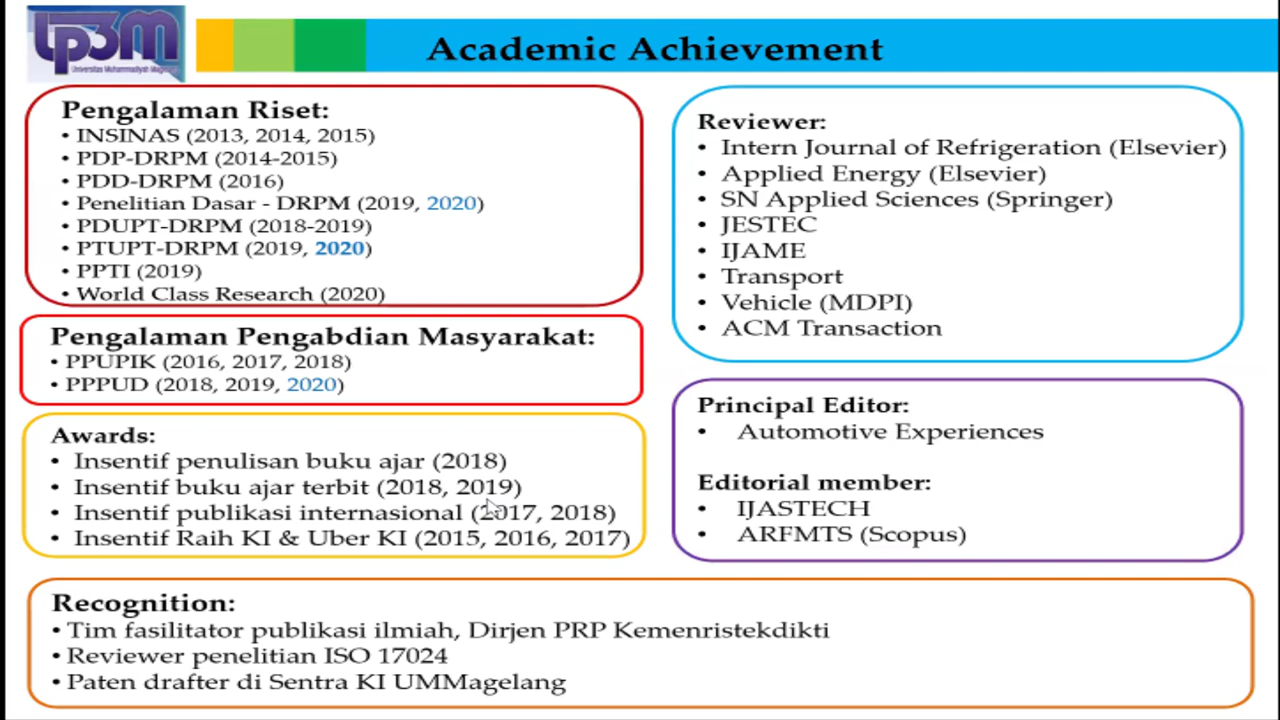 LP3M
Universitas Muhammadiyah Magelang
Academic Achievement
Pengalaman Riset:
• INSINAS (2013, 2014, 2015)
• PDP-DRPM (2014-2015)
• PDD-DRPM (2016)
• Penelitian Dasar - DRPM (2019, 2020)
• PDUPT-DRPM (2018-2019)
• PTUPT-DRPM (2019, 2020)
• PPTI (2019)
• World Class Research (2020)
Pengalaman Pengabdian Masyarakat:
• PPUPIK (2016, 2017, 2018)
• PPPUD (2018, 2019, 2020)
Awards:
• Insentif penulisan buku ajar (2018)
• Insentif buku ajar terbit (2018, 2019)
• Insentif publikasi internasional (2017, 2018)
• Insentif Raih KI & Uber KI (2015, 2016, 2017)
Reviewer:
• Intern Journal of Refrigeration (Elsevier)
• Applied Energy (Elsevier)
• SN Applied Sciences (Springer)
• JESTEC
• IJAME
• Transport
• Vehicle (MDPI)
• ACM Transaction
Principal Editor:
• Automotive Experiences
Editorial member:
• IJASTECH
• ARFMTS (Scopus)
Recognition:
• Tim fasilitator publikasi ilmiah, Dirjen PRP Kemenristekdikti
• Reviewer penelitian ISO 17024
• Paten drafter di Sentra KI UMMagelang